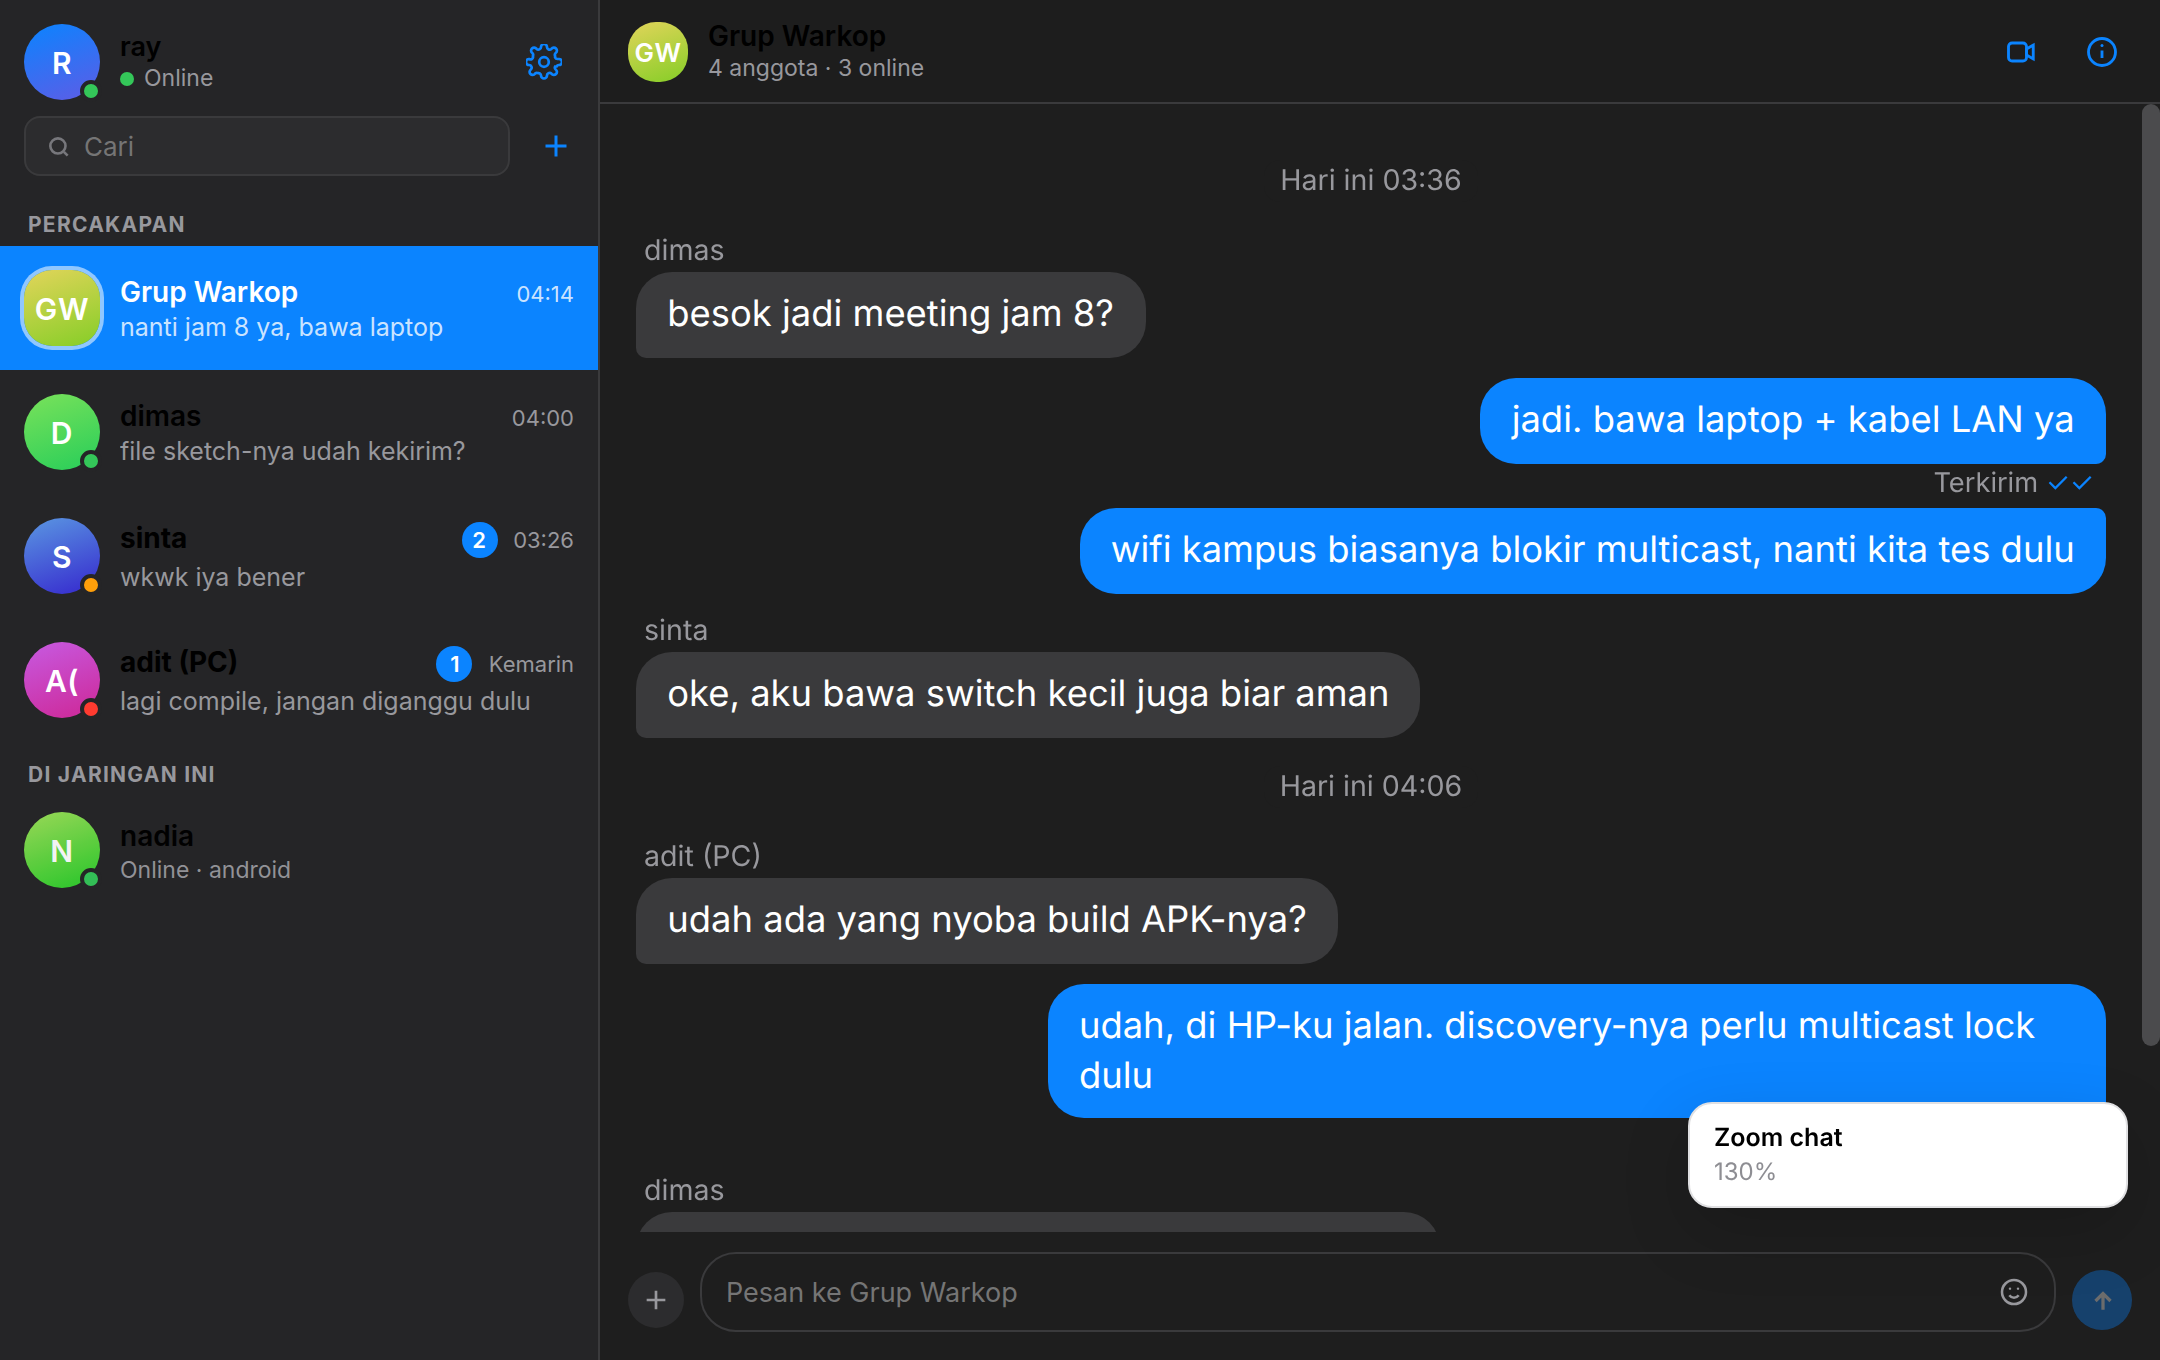 R
ray
Online
Cari
PERCAKAPAN
GW
Grup Warkop
04:14
nanti jam 8 ya, bawa laptop
D
dimas
04:00
file sketch-nya udah kekirim?
S
sinta
2
03:26
wkwk iya bener
A(
adit (PC)
1
Kemarin
lagi compile, jangan diganggu dulu
DI JARINGAN INI
N
nadia
Online · android
GW
Grup Warkop
4 anggota · 3 online
Hari ini 03:36
dimas
besok jadi meeting jam 8?
jadi. bawa laptop + kabel LAN ya
Terkirim
wifi kampus biasanya blokir multicast, nanti kita tes dulu
sinta
oke, aku bawa switch kecil juga biar aman
Hari ini 04:06
adit (PC)
udah ada yang nyoba build APK-nya?
udah, di HP-ku jalan. discovery-nya perlu multicast lock
dulu
Zoom chat
130%
dimas
Pesan ke Grup Warkop